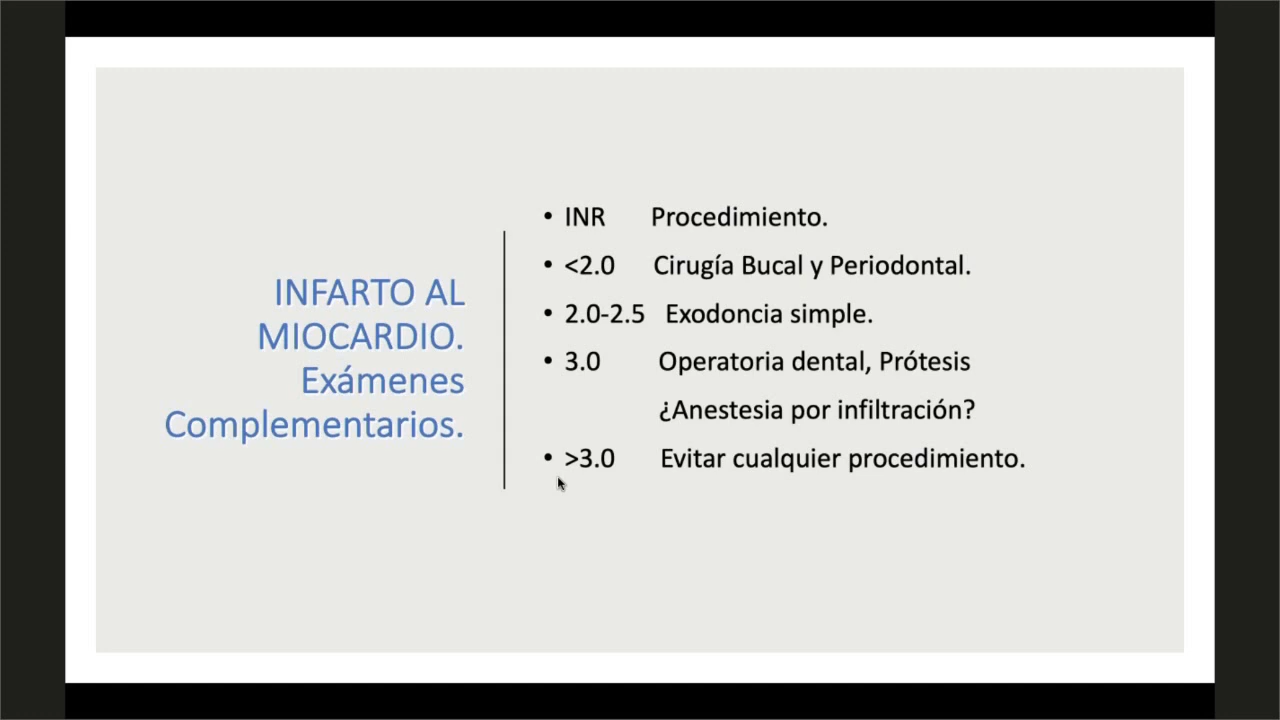 INFARTO AL
MIOCARDIO.
Exámenes
Complementarios.
• INR Procedimiento.
• <2.0 Cirugía Bucal y Periodontal.
• 2.0-2.5 Exodoncia simple.
• 3.0 Operatoria dental, Prótesis
¿Anestesia por infiltración?
• >3.0 Evitar cualquier procedimiento.